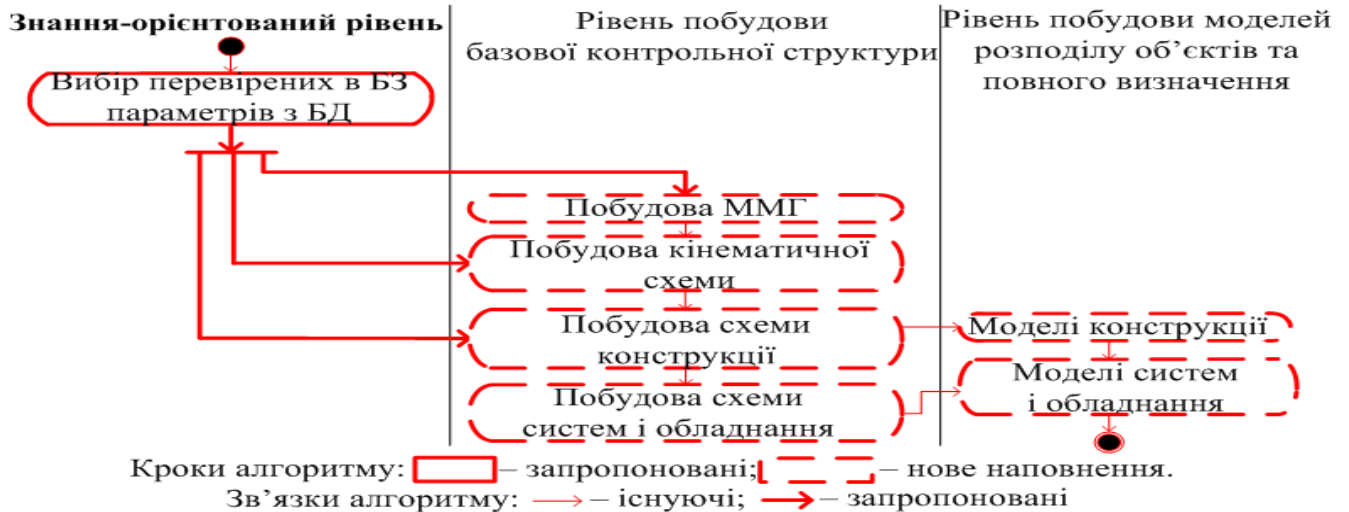 Знання-орієнтований рівень
Рівень побудови
базової контрольної структури
Рівень побудови моделей
розподілу об’єктів та
повного визначення
Вибір перевірених в БЗ
параметрів з БД
Побудова ММГ
Побудова кінематичної
схеми
Побудова схеми
конструкції
Моделі конструкції
Побудова схеми
систем і обладнання
Моделі систем
і обладнання
Кроки алгоритму: – запропоновані; – нове наповнення.
Зв’язки алгоритму: – існуючі; – запропоновані